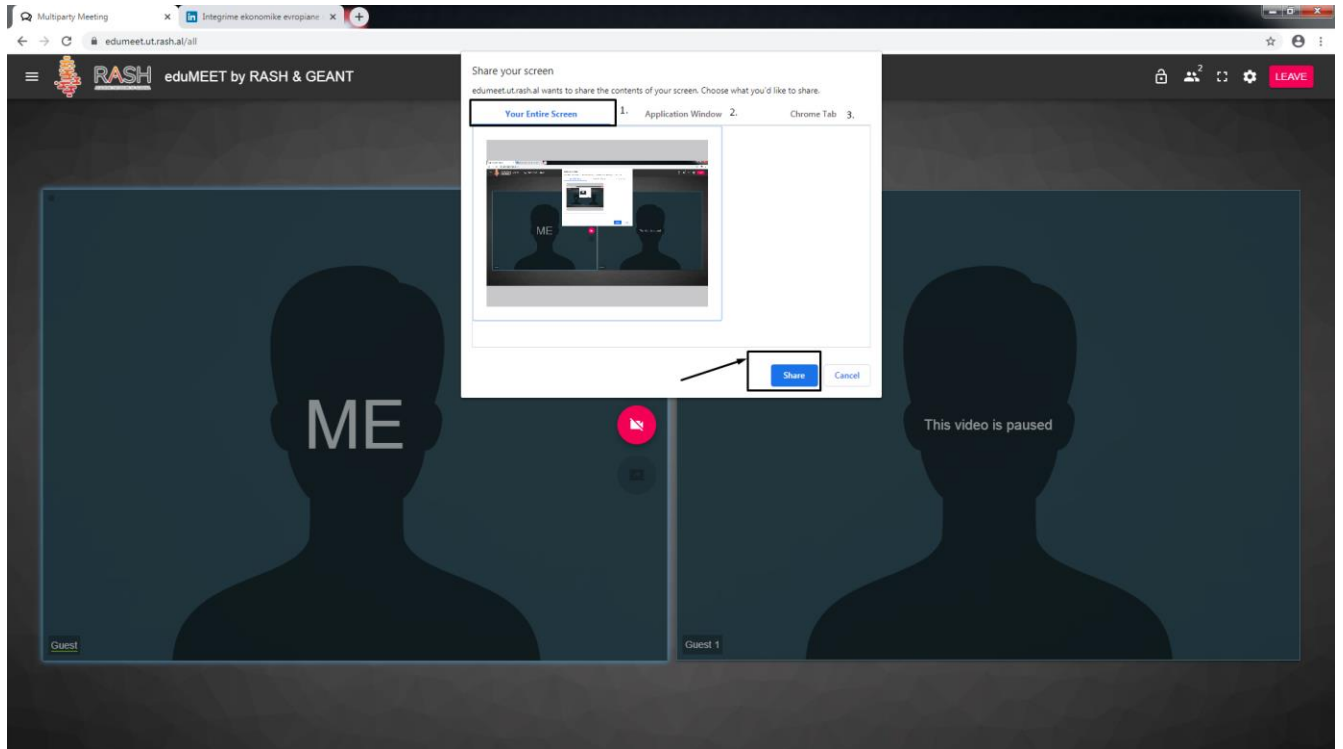 Multiparty Meeting
Integrime ekonomike evropiane
edumeet.ut.rash.al/all
RASH eduMEET by RASH & GEANT
2
LEAVE
Share your screen
edumeet.ut.rash.al wants to share the contents of your screen. Choose what you'd like to share.
Your Entire Screen 1. Application Window 2. Chrome Tab 3.
ME
Share Cancel
ME
This video is paused
Guest
Guest 1